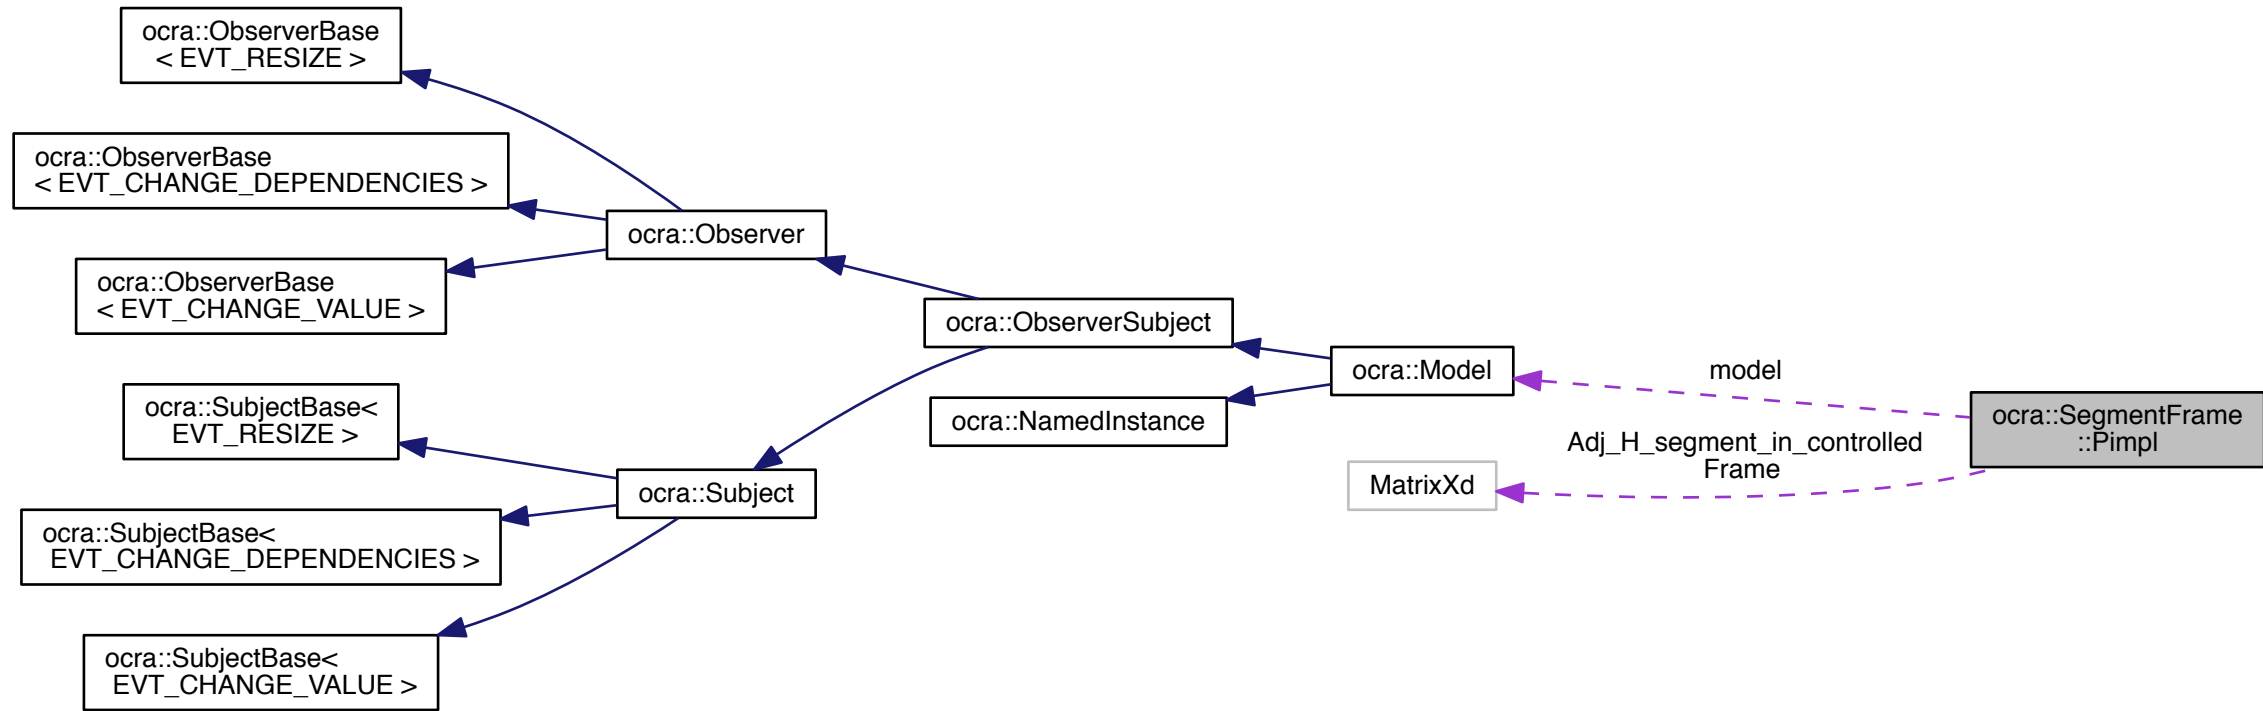 ocra::ObserverBase
< EVT_RESIZE >
ocra::ObserverBase
< EVT_CHANGE_DEPENDENCIES >
ocra::Observer
ocra::ObserverBase
< EVT_CHANGE_VALUE >
ocra::ObserverSubject
ocra::Model
model
ocra::SubjectBase<
EVT_RESIZE >
ocra::NamedInstance
ocra::SegmentFrame
::Pimpl
Adj_H_segment_in_controlled
Frame
MatrixXd
ocra::Subject
ocra::SubjectBase<
EVT_CHANGE_DEPENDENCIES >
ocra::SubjectBase<
EVT_CHANGE_VALUE >